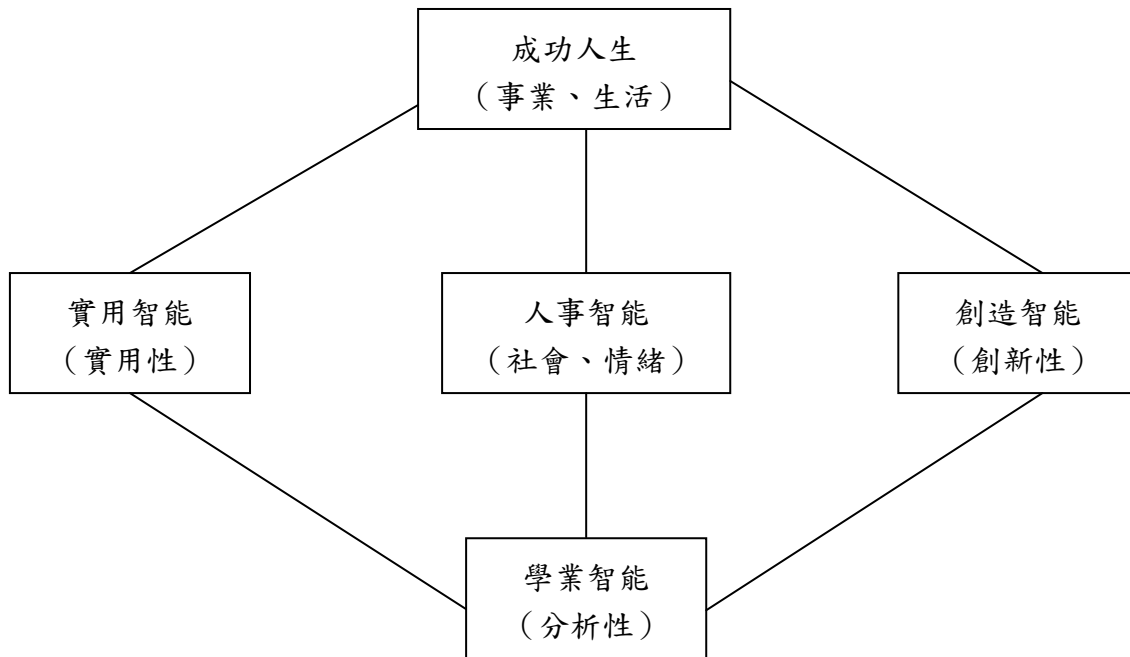 成功人生
（事業、生活）
實用智能
（實用性）
人事智能
（社會、情緒）
創造智能
（創新性）
學業智能
（分析性）